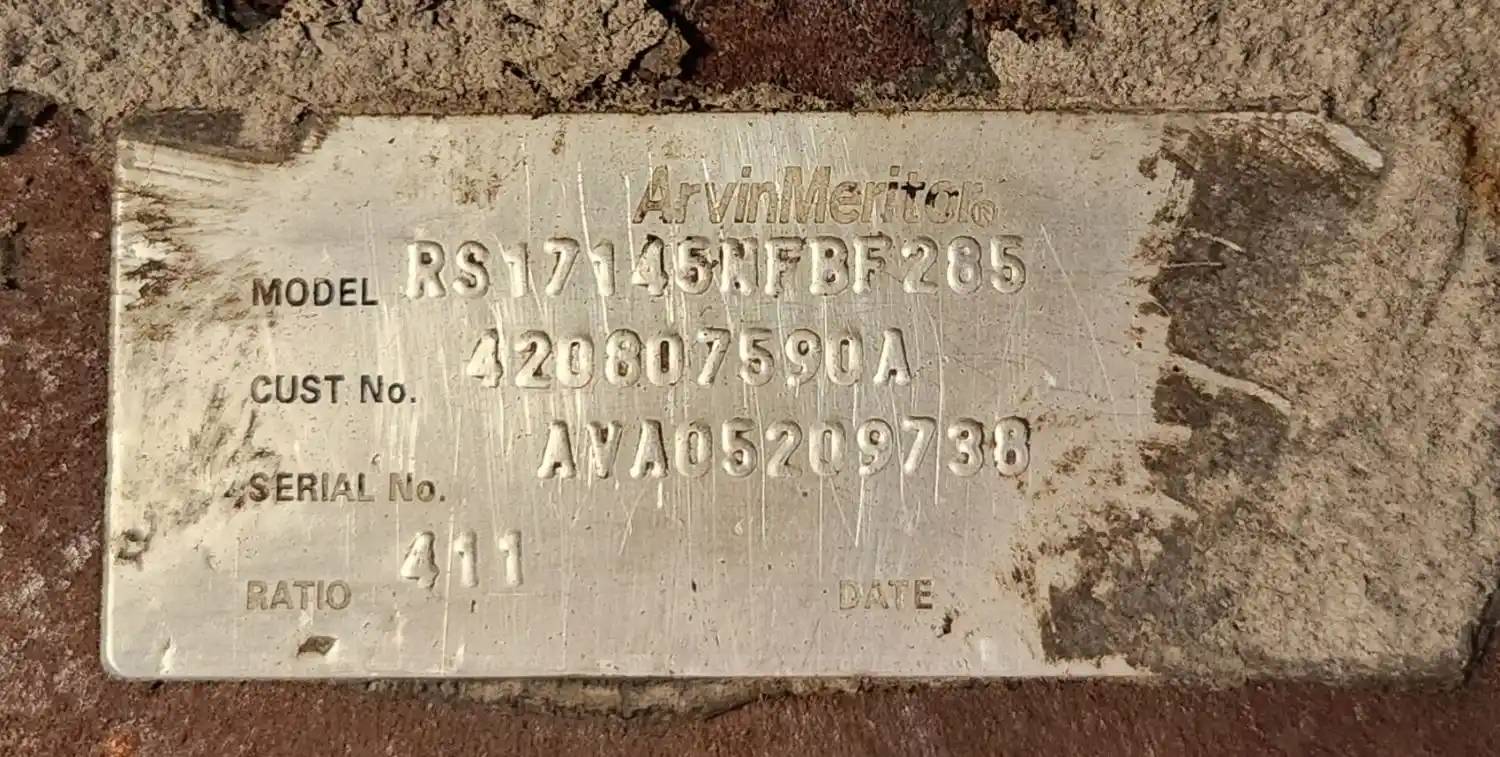 ArvinMeritor®
MODEL RS17145NFBF285
CUST No. 420807590A
SERIAL No. AVA05209738
RATIO 411 DATE